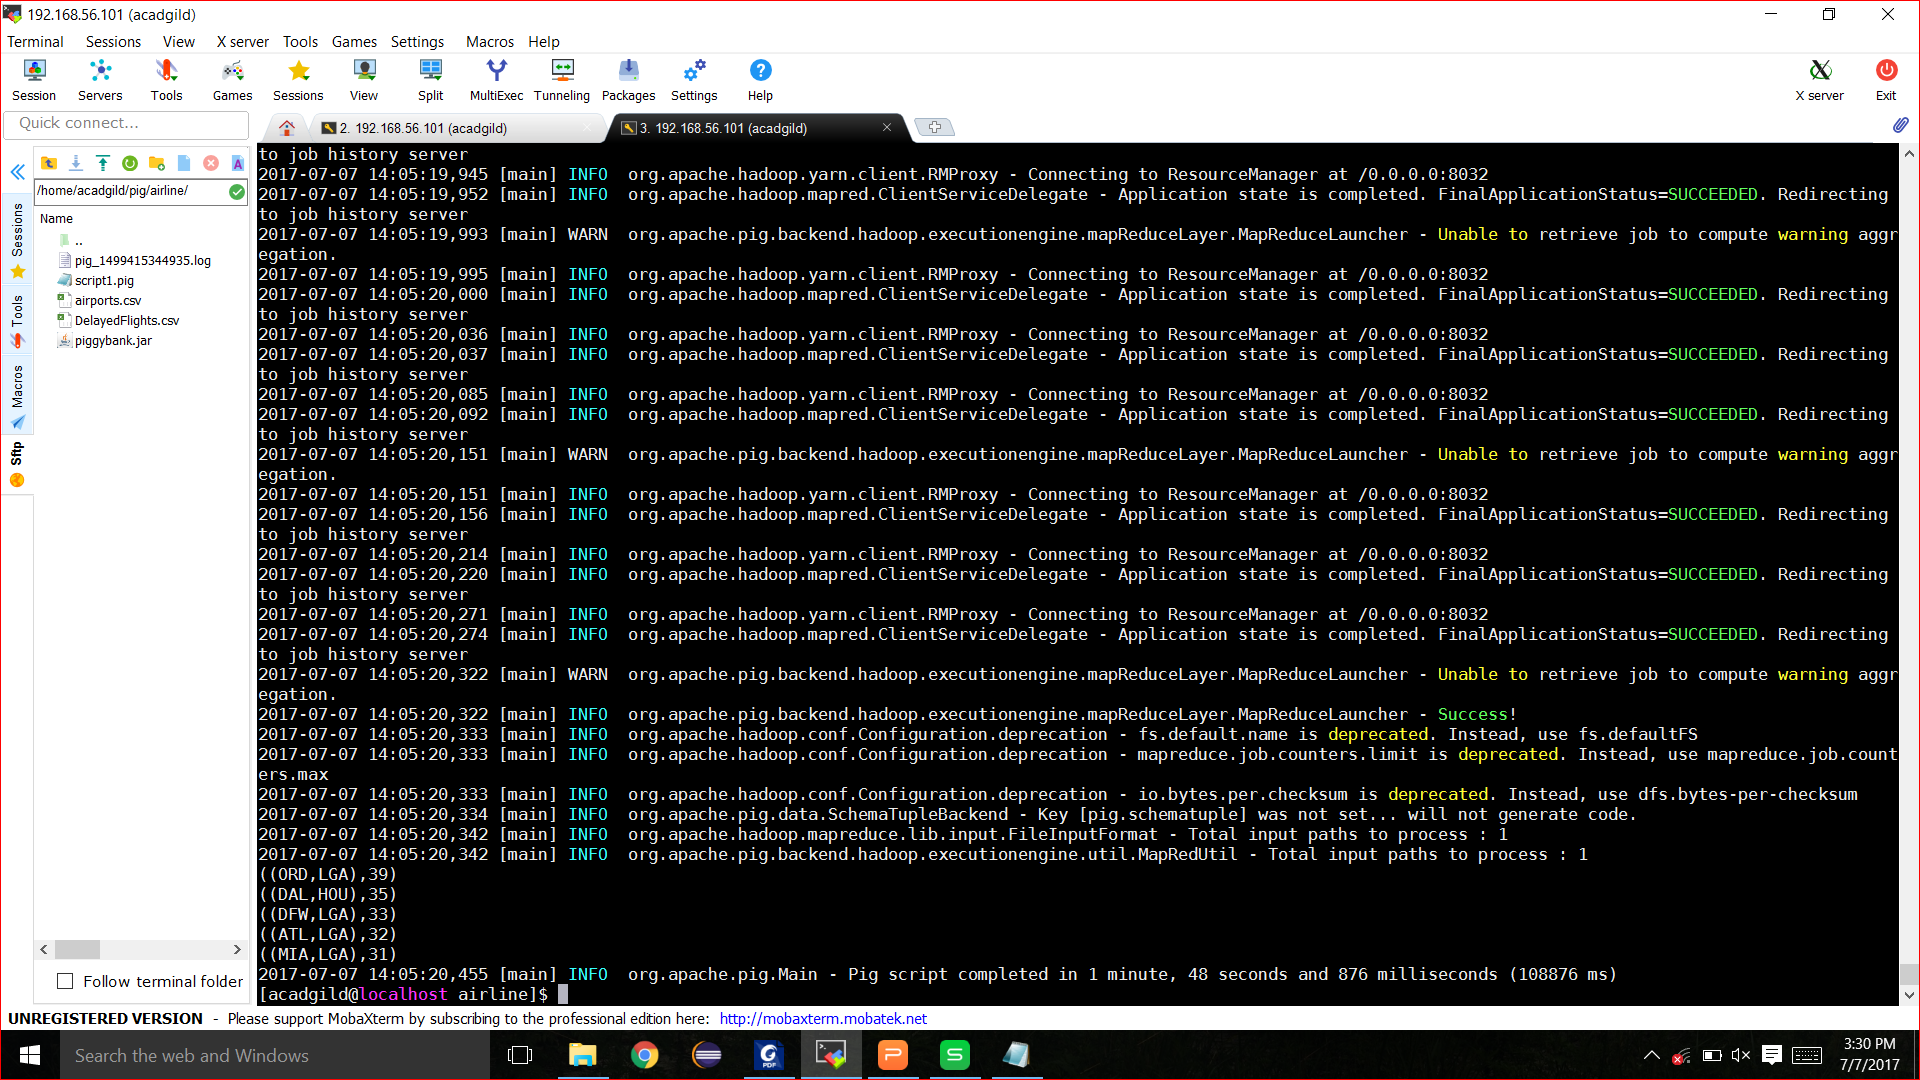 192.168.56.101 (acadgild)
Terminal Sessions View X server Tools Games Settings Macros Help
Session Servers Tools Games Sessions View Split MultiExec Tunneling Packages Settings Help X server Exit
Quick connect...
2. 192.168.56.101 (acadgild)
3. 192.168.56.101 (acadgild)
/home/acadgild/pig/airline/
Name
..
pig_1499415344935.log
script1.pig
airports.csv
DelayedFlights.csv
piggybank.jar
Sessions
Tools
Macros
Sftp
Follow terminal folder
to job history server
2017-07-07 14:05:19,945 [main] INFO  org.apache.hadoop.yarn.client.RMProxy - Connecting to ResourceManager at /0.0.0.0:8032
2017-07-07 14:05:19,952 [main] INFO  org.apache.hadoop.mapred.ClientServiceDelegate - Application state is completed. FinalApplicationStatus=SUCCEEDED. Redirecting
to job history server
2017-07-07 14:05:19,993 [main] WARN  org.apache.pig.backend.hadoop.executionengine.mapReduceLayer.MapReduceLauncher - Unable to retrieve job to compute warning aggr
egation.
2017-07-07 14:05:19,995 [main] INFO  org.apache.hadoop.yarn.client.RMProxy - Connecting to ResourceManager at /0.0.0.0:8032
2017-07-07 14:05:20,000 [main] INFO  org.apache.hadoop.mapred.ClientServiceDelegate - Application state is completed. FinalApplicationStatus=SUCCEEDED. Redirecting
to job history server
2017-07-07 14:05:20,036 [main] INFO  org.apache.hadoop.yarn.client.RMProxy - Connecting to ResourceManager at /0.0.0.0:8032
2017-07-07 14:05:20,037 [main] INFO  org.apache.hadoop.mapred.ClientServiceDelegate - Application state is completed. FinalApplicationStatus=SUCCEEDED. Redirecting
to job history server
2017-07-07 14:05:20,085 [main] INFO  org.apache.hadoop.yarn.client.RMProxy - Connecting to ResourceManager at /0.0.0.0:8032
2017-07-07 14:05:20,092 [main] INFO  org.apache.hadoop.mapred.ClientServiceDelegate - Application state is completed. FinalApplicationStatus=SUCCEEDED. Redirecting
to job history server
2017-07-07 14:05:20,151 [main] WARN  org.apache.pig.backend.hadoop.executionengine.mapReduceLayer.MapReduceLauncher - Unable to retrieve job to compute warning aggr
egation.
2017-07-07 14:05:20,151 [main] INFO  org.apache.hadoop.yarn.client.RMProxy - Connecting to ResourceManager at /0.0.0.0:8032
2017-07-07 14:05:20,156 [main] INFO  org.apache.hadoop.mapred.ClientServiceDelegate - Application state is completed. FinalApplicationStatus=SUCCEEDED. Redirecting
to job history server
2017-07-07 14:05:20,214 [main] INFO  org.apache.hadoop.yarn.client.RMProxy - Connecting to ResourceManager at /0.0.0.0:8032
2017-07-07 14:05:20,220 [main] INFO  org.apache.hadoop.mapred.ClientServiceDelegate - Application state is completed. FinalApplicationStatus=SUCCEEDED. Redirecting
to job history server
2017-07-07 14:05:20,271 [main] INFO  org.apache.hadoop.yarn.client.RMProxy - Connecting to ResourceManager at /0.0.0.0:8032
2017-07-07 14:05:20,274 [main] INFO  org.apache.hadoop.mapred.ClientServiceDelegate - Application state is completed. FinalApplicationStatus=SUCCEEDED. Redirecting
to job history server
2017-07-07 14:05:20,322 [main] WARN  org.apache.pig.backend.hadoop.executionengine.mapReduceLayer.MapReduceLauncher - Unable to retrieve job to compute warning aggr
egation.
2017-07-07 14:05:20,322 [main] INFO  org.apache.pig.backend.hadoop.executionengine.mapReduceLayer.MapReduceLauncher - Success!
2017-07-07 14:05:20,333 [main] INFO  org.apache.hadoop.conf.Configuration.deprecation - fs.default.name is deprecated. Instead, use fs.defaultFS
2017-07-07 14:05:20,333 [main] INFO  org.apache.hadoop.conf.Configuration.deprecation - mapreduce.job.counters.limit is deprecated. Instead, use mapreduce.job.count
ers.max
2017-07-07 14:05:20,333 [main] INFO  org.apache.hadoop.conf.Configuration.deprecation - io.bytes.per.checksum is deprecated. Instead, use dfs.bytes-per-checksum
2017-07-07 14:05:20,334 [main] INFO  org.apache.pig.data.SchemaTupleBackend - Key [pig.schematuple] was not set... will not generate code.
2017-07-07 14:05:20,342 [main] INFO  org.apache.hadoop.mapreduce.lib.input.FileInputFormat - Total input paths to process : 1
2017-07-07 14:05:20,342 [main] INFO  org.apache.pig.backend.hadoop.executionengine.util.MapRedUtil - Total input paths to process : 1
((ORD,LGA),39)
((DAL,HOU),35)
((DFW,LGA),33)
((ATL,LGA),32)
((MIA,LGA),31)
2017-07-07 14:05:20,455 [main] INFO  org.apache.pig.Main - Pig script completed in 1 minute, 48 seconds and 876 milliseconds (108876 ms)
[acadgild@localhost airline]$
UNREGISTERED VERSION - Please support MobaXterm by subscribing to the professional edition here: http://mobaxterm.mobatek.net
Search the web and Windows
3:30 PM
7/7/2017